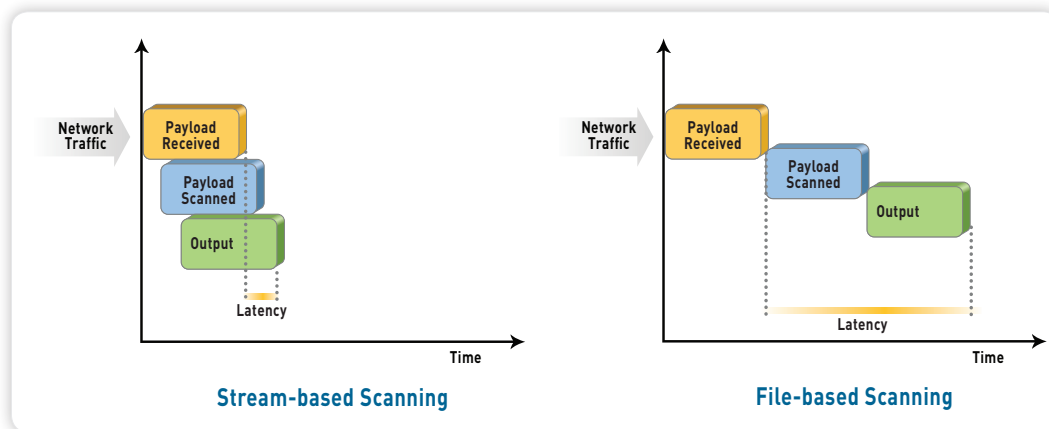 Network
Traffic
Payload
Received
Payload
Scanned
Output
Latency
Time
Stream-based Scanning
Network
Traffic
Payload
Received
Payload
Scanned
Output
Latency
Time
File-based Scanning